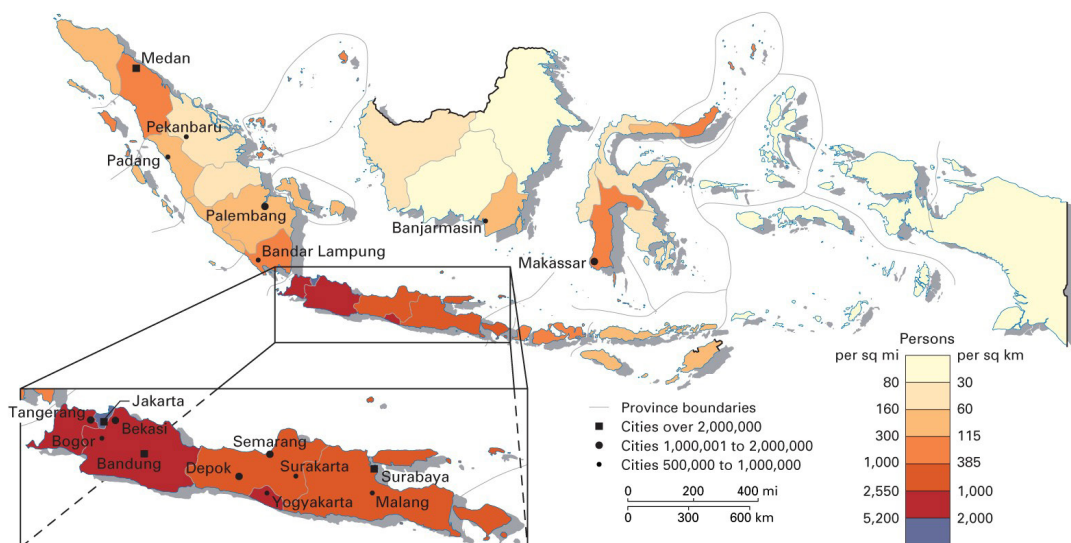 Medan
Pekanbaru
Padang
Palembang
Bandar Lampung
Banjarmasin
Makassar
Jakarta
Tangerang
Bekasi
Bogor
Bandung
Semarang
Depok
Surakarta
Surabaya
Yogyakarta
Malang
Province boundaries
Cities over 2,000,000
Cities 1,000,001 to 2,000,000
Cities 500,000 to 1,000,000
0 200 400 mi
0 300 600 km
Persons
per sq mi per sq km
80 30
160 60
300 115
1,000 385
2,550 1,000
5,200 2,000